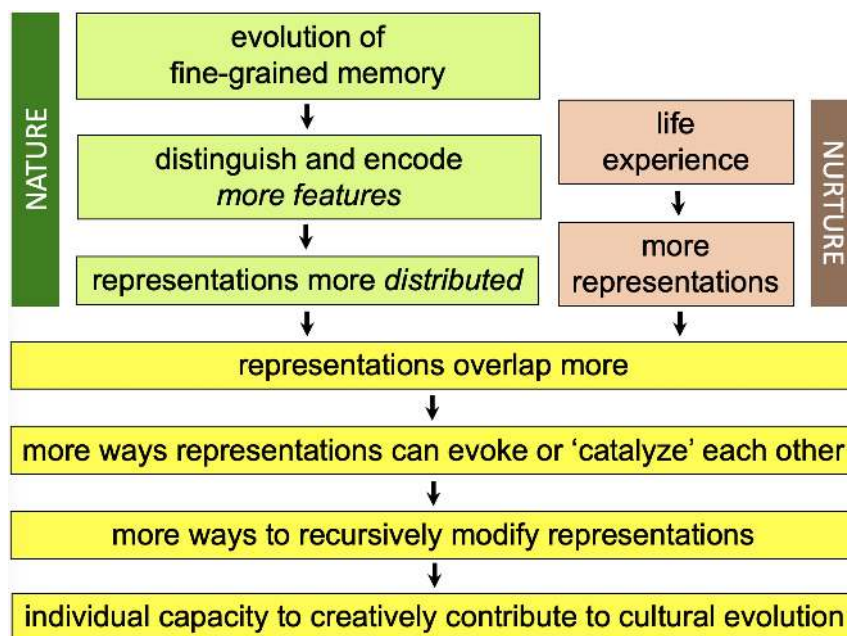 NATURE
evolution of
fine-grained memory
distinguish and encode
more features
representations more distributed
life
experience
more
representations
NURTURE
representations overlap more
more ways representations can evoke or ‘catalyze’ each other
more ways to recursively modify representations
individual capacity to creatively contribute to cultural evolution